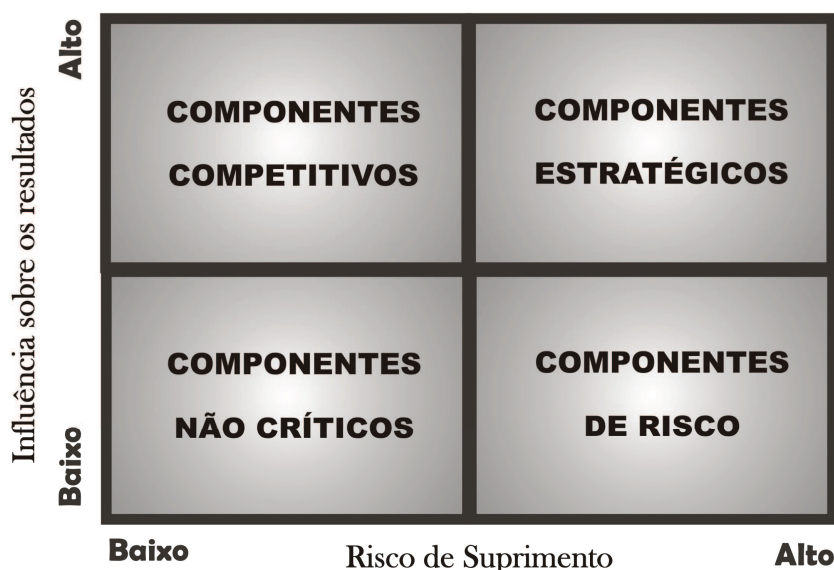 Alto
COMPONENTES
COMPETITIVOS
COMPONENTES
ESTRATÉGICOS
Influência sobre os resultados
COMPONENTES
NÃO CRÍTICOS
COMPONENTES
DE RISCO
Baixo
Baixo
Risco de Suprimento
Alto